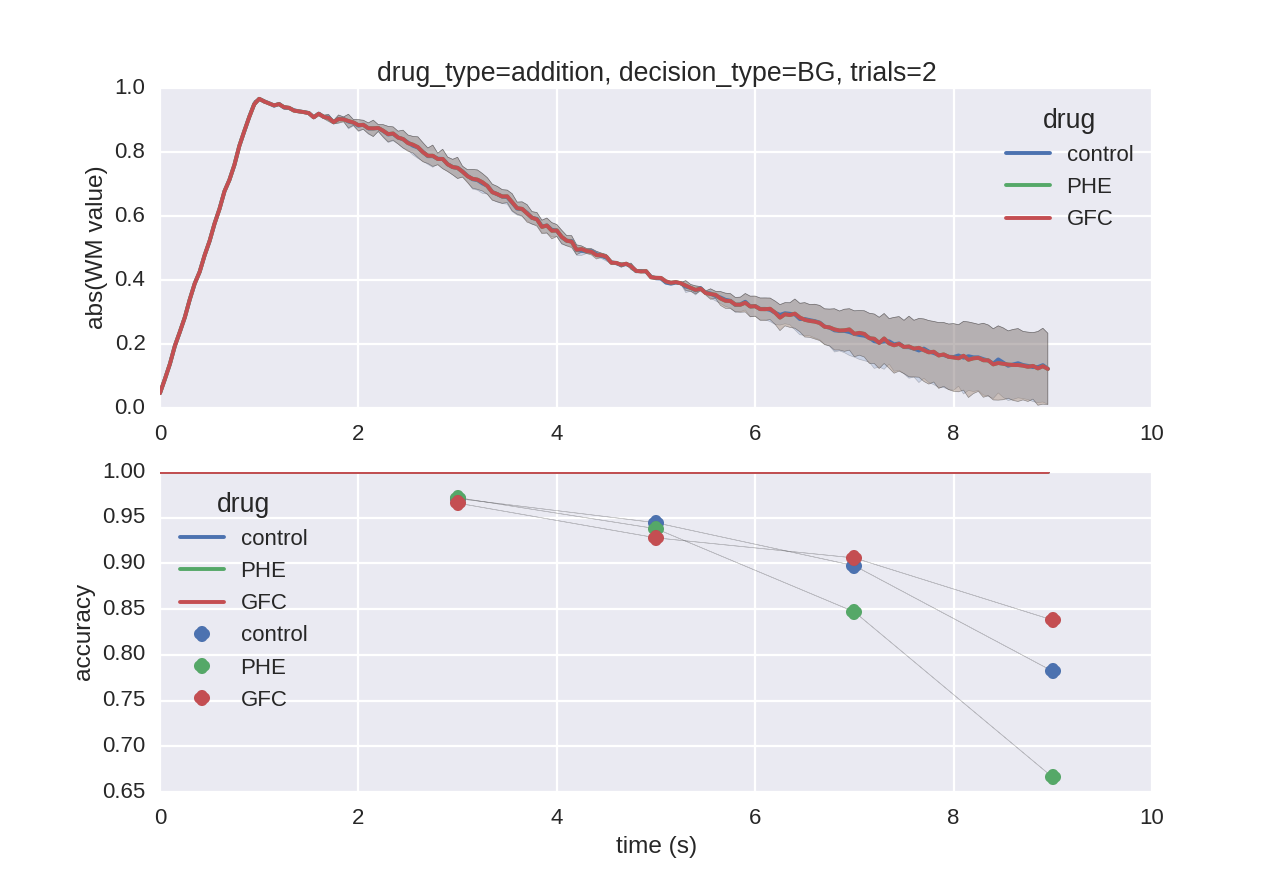 drug_type=addition, decision_type=BG, trials=2
abs(WM value)
1.0
0.8
0.6
0.4
0.2
0.0
drug
control
PHE
GFC
0 2 4 6 8 10
accuracy
1.00
0.95
0.90
0.85
0.80
0.75
0.70
0.65
drug
control
PHE
GFC
control
PHE
GFC
0 2 4 6 8 10
time (s)